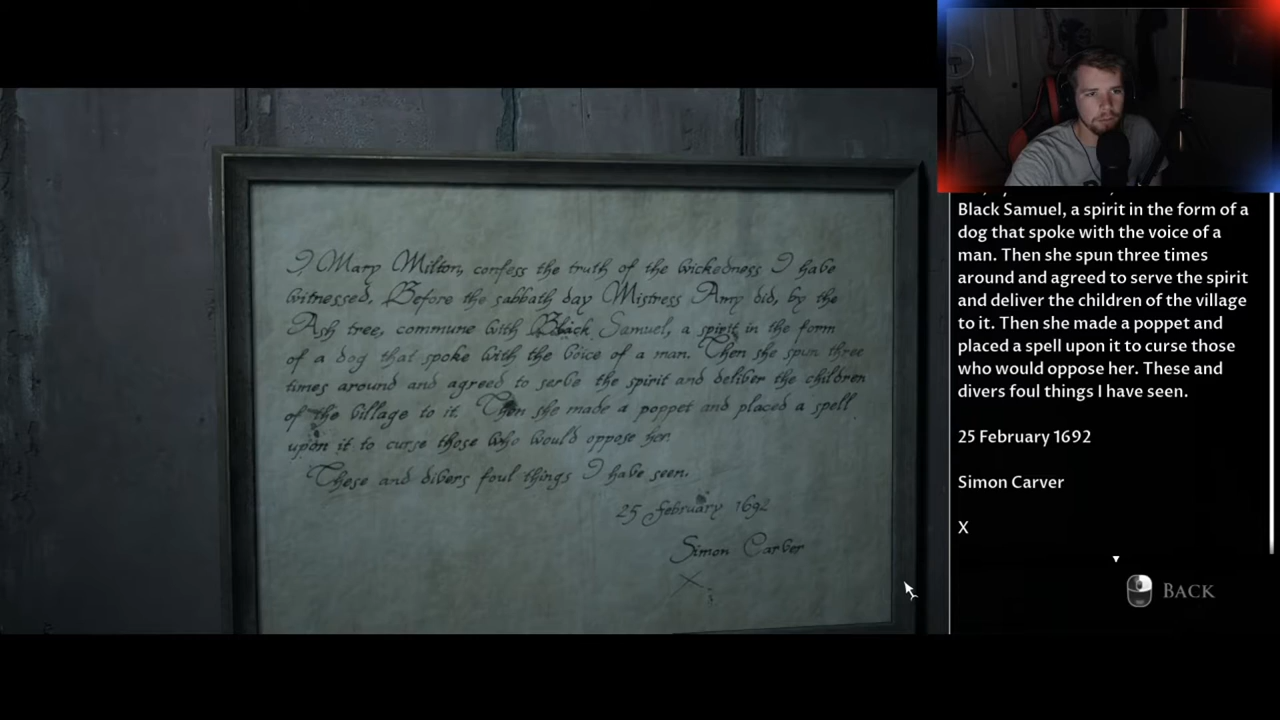 I, Mary Milton, confess the truth of the wickedness I have
witnessed. Before the sabbath day Mistress Amy did, by the
Ash tree, commune with Black Samuel, a spirit in the form
of a dog that spoke with the voice of a man. Then she spun three
times around and agreed to serve the spirit and deliver the children
of the village to it. Then she made a poppet and placed a spell
upon it to curse those who would oppose her.
These and divers foul things I have seen.
25 February 1692
Simon Carver
X
Black Samuel, a spirit in the form of a
dog that spoke with the voice of a
man. Then she spun three times
around and agreed to serve the spirit
and deliver the children of the village
to it. Then she made a poppet and
placed a spell upon it to curse those
who would oppose her. These and
divers foul things I have seen.
25 February 1692
Simon Carver
X
BACK